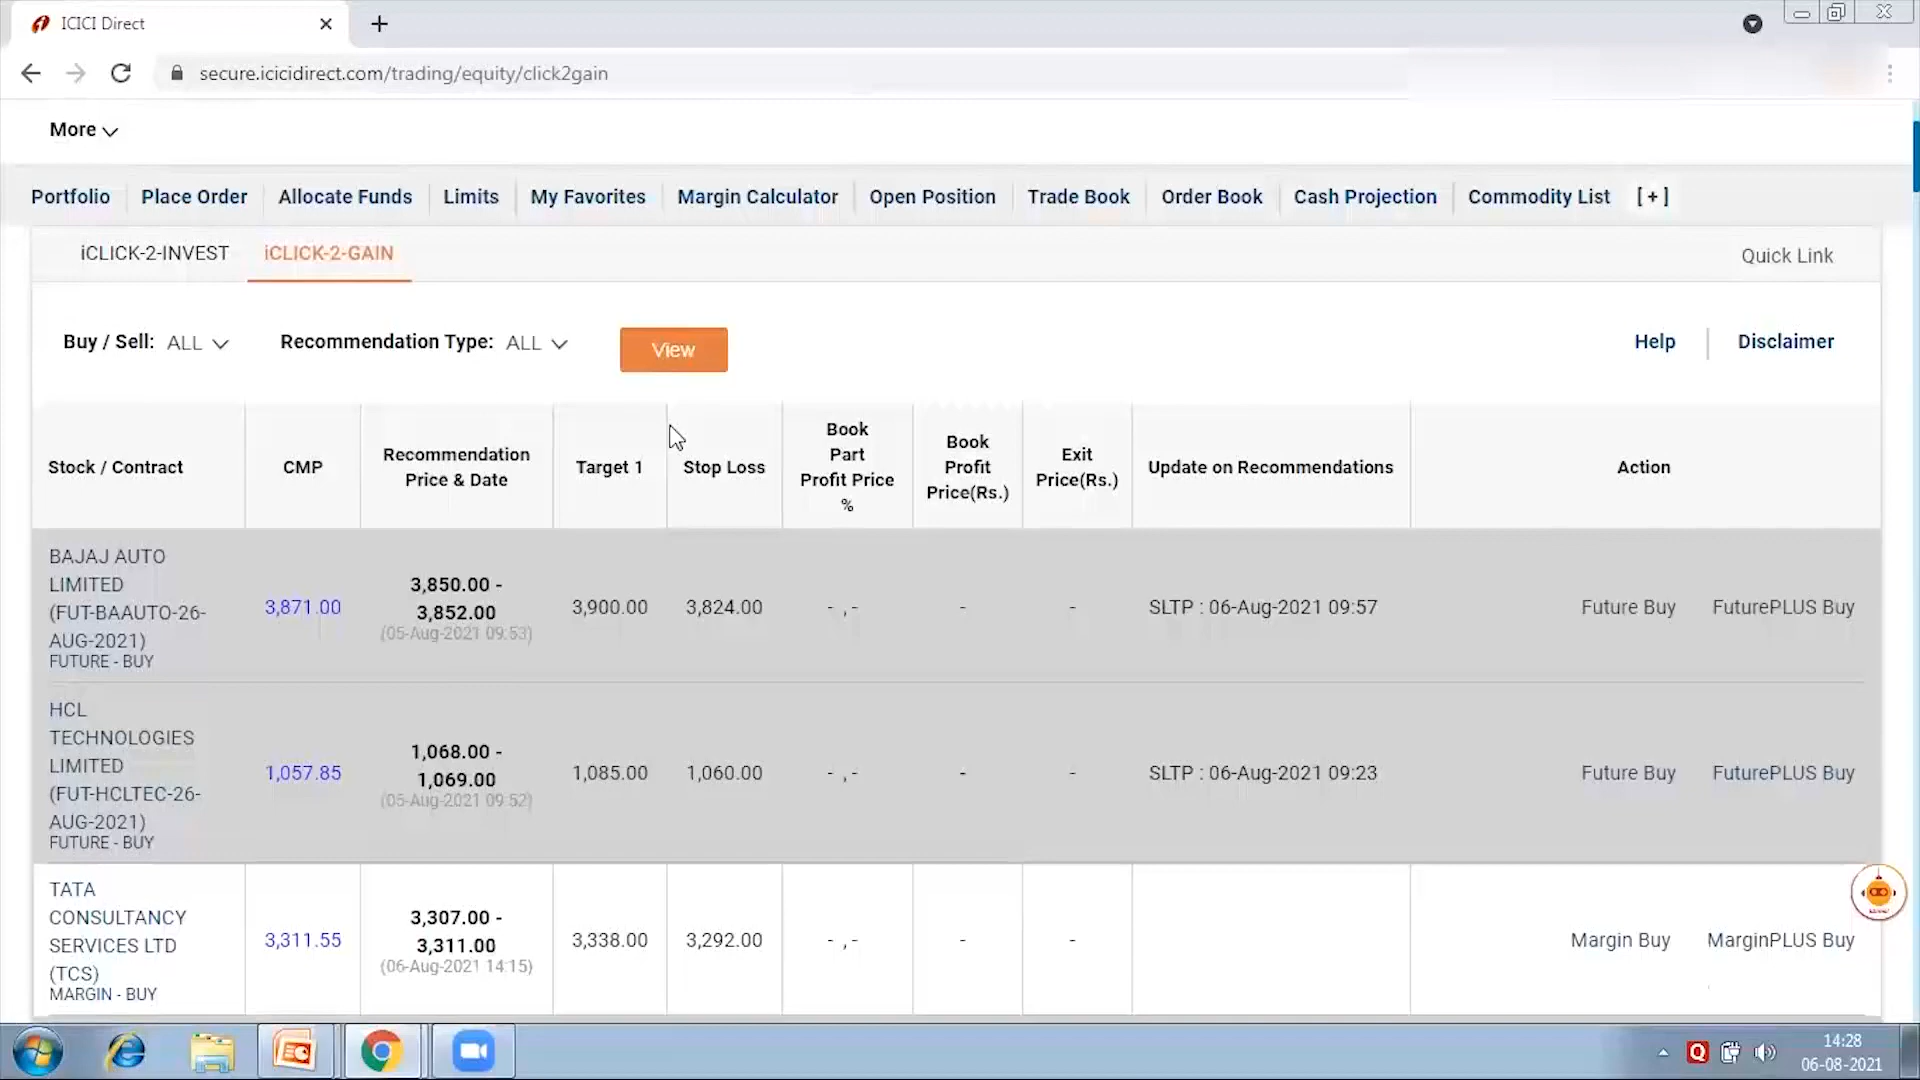 ICICI Direct
secure.icicidirect.com/trading/equity/click2gain
More
Portfolio Place Order Allocate Funds Limits My Favorites Margin Calculator Open Position Trade Book Order Book Cash Projection Commodity List [+]
iCLICK-2-INVEST iCLICK-2-GAIN Quick Link
Buy / Sell: ALL Recommendation Type: ALL View Help Disclaimer
Stock / Contract
CMP
Recommendation
Price & Date
Target 1
Stop Loss
Book
Part
Profit Price
%
Book
Profit
Price(Rs.)
Exit
Price(Rs.)
Update on Recommendations
Action
BAJAJ AUTO
LIMITED
(FUT-BAAUTO-26-
AUG-2021)
FUTURE - BUY
3,871.00
3,850.00 -
3,852.00
(05-Aug-2021 09:53)
3,900.00
3,824.00
- , -
-
-
SLTP : 06-Aug-2021 09:57
Future Buy FuturePLUS Buy
HCL
TECHNOLOGIES
LIMITED
(FUT-HCLTEC-26-
AUG-2021)
FUTURE - BUY
1,057.85
1,068.00 -
1,069.00
(05-Aug-2021 09:52)
1,085.00
1,060.00
- , -
-
-
SLTP : 06-Aug-2021 09:23
Future Buy FuturePLUS Buy
TATA
CONSULTANCY
SERVICES LTD
(TCS)
MARGIN - BUY
3,311.55
3,307.00 -
3,311.00
(06-Aug-2021 14:15)
3,338.00
3,292.00
- , -
-
-
Margin Buy MarginPLUS Buy
14:28
06-08-2021